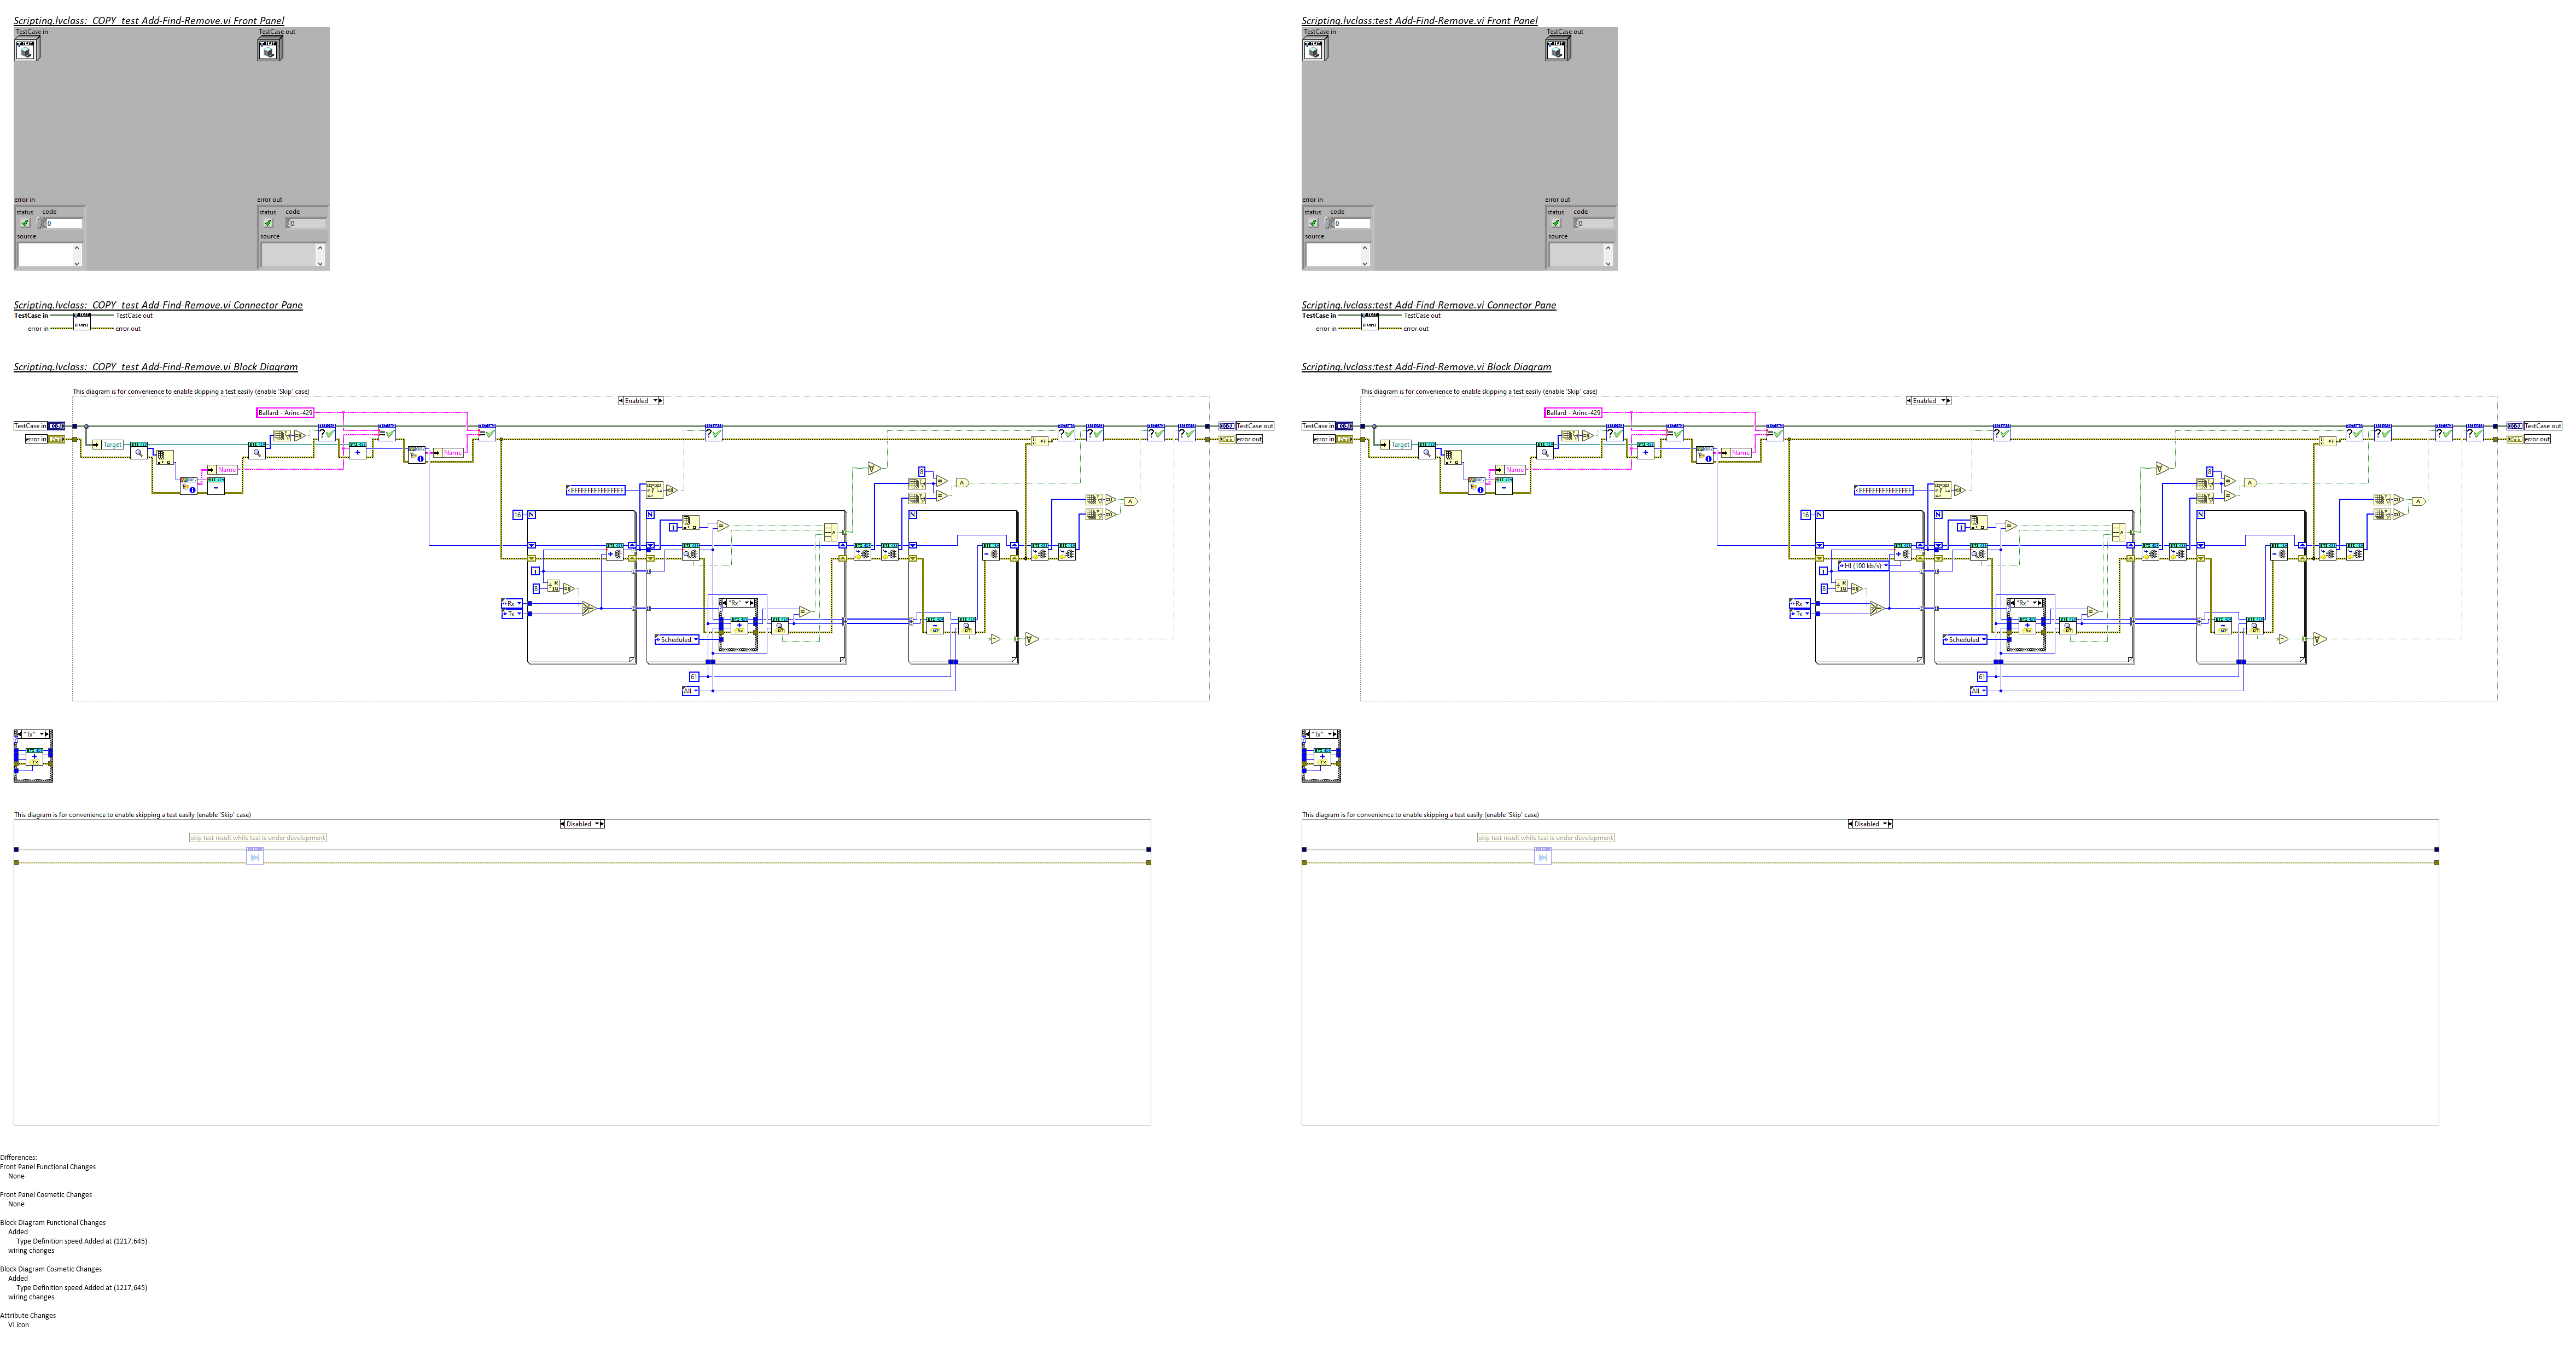 Scripting.lvclass:_COPY_test Add-Find-Remove.vi Front Panel
TestCase in
TestCase out
error in
error out
status
code
status
code
0
0
source
source
Scripting.lvclass:_COPY_test Add-Find-Remove.vi Connector Pane
TestCase in
TestCase out
error in
error out
Scripting.lvclass:_COPY_test Add-Find-Remove.vi Block Diagram
This diagram is for convenience to enable skipping a test easily (enable 'Skip' case)
Enabled
Ballard - Arinc-429
TestCase in
TestCase out
error in
error out
Target
Name
Name
8
FFFFFFFFFFFFFFFF
16
N
N
N
i
i
8
Rx
Tx
"Rx"
Scheduled
61
All
"Tx"
This diagram is for convenience to enable skipping a test easily (enable 'Skip' case)
Disabled
skip test result while test is under development
Scripting.lvclass:test Add-Find-Remove.vi Front Panel
TestCase in
TestCase out
error in
error out
status
code
status
code
0
0
source
source
Scripting.lvclass:test Add-Find-Remove.vi Connector Pane
TestCase in
TestCase out
error in
error out
Scripting.lvclass:test Add-Find-Remove.vi Block Diagram
This diagram is for convenience to enable skipping a test easily (enable 'Skip' case)
Enabled
Ballard - Arinc-429
TestCase in
TestCase out
error in
error out
Target
Name
Name
8
FFFFFFFFFFFFFFFF
16
N
N
N
i
HI (100 kb/s)
i
8
Rx
Tx
"Rx"
Scheduled
61
All
"Tx"
This diagram is for convenience to enable skipping a test easily (enable 'Skip' case)
Disabled
skip test result while test is under development
Differences:
Front Panel Functional Changes
None
Front Panel Cosmetic Changes
None
Block Diagram Functional Changes
Added
Type Definition speed Added at (1217,645)
wiring changes
Block Diagram Cosmetic Changes
Added
Type Definition speed Added at (1217,645)
wiring changes
Attribute Changes
VI icon